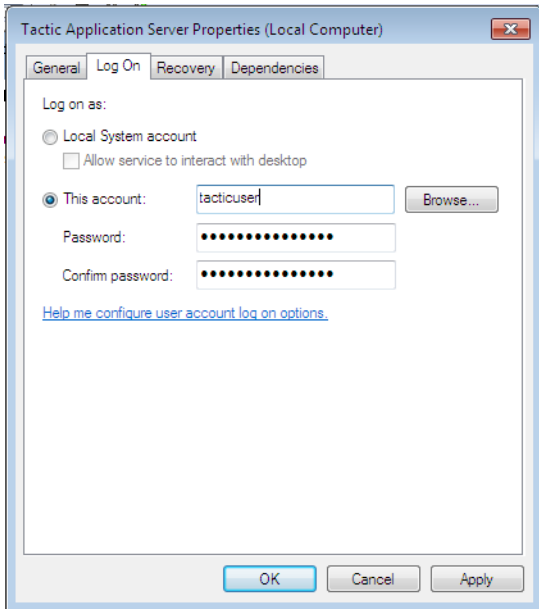 Tactic Application Server Properties (Local Computer)
General Log On Recovery Dependencies
Log on as:
Local System account
Allow service to interact with desktop
This account: tacticuser Browse...
Password: ●●●●●●●●●●●●●●●
Confirm password: ●●●●●●●●●●●●●●●
Help me configure user account log on options.
OK Cancel Apply